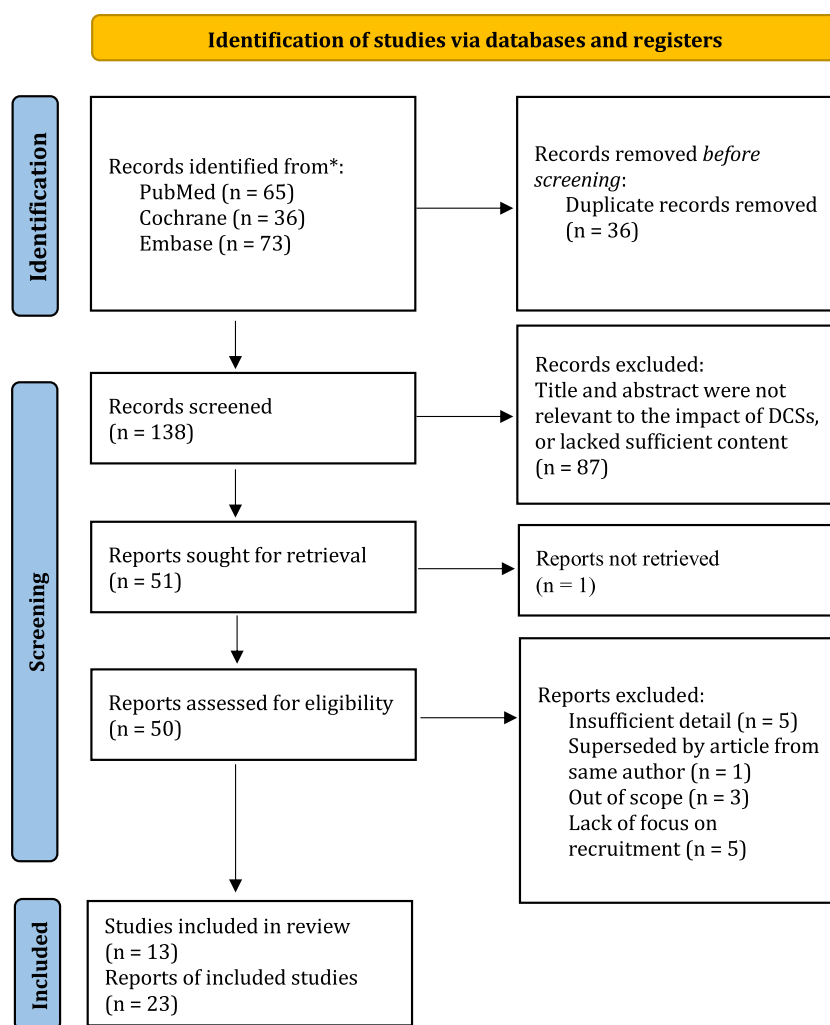 Identification of studies via databases and registers
Identification
Records identified from*:
PubMed (n = 65)
Cochrane (n = 36)
Embase (n = 73)
Records removed before
screening:
Duplicate records removed
(n = 36)
Screening
Records screened
(n = 138)
Records excluded:
Title and abstract were not
relevant to the impact of DCSs,
or lacked sufficient content
(n = 87)
Reports sought for retrieval
(n = 51)
Reports not retrieved
(n = 1)
Reports assessed for eligibility
(n = 50)
Reports excluded:
Insufficient detail (n = 5)
Superseded by article from
same author (n = 1)
Out of scope (n = 3)
Lack of focus on
recruitment (n = 5)
Included
Studies included in review
(n = 13)
Reports of included studies
(n = 23)